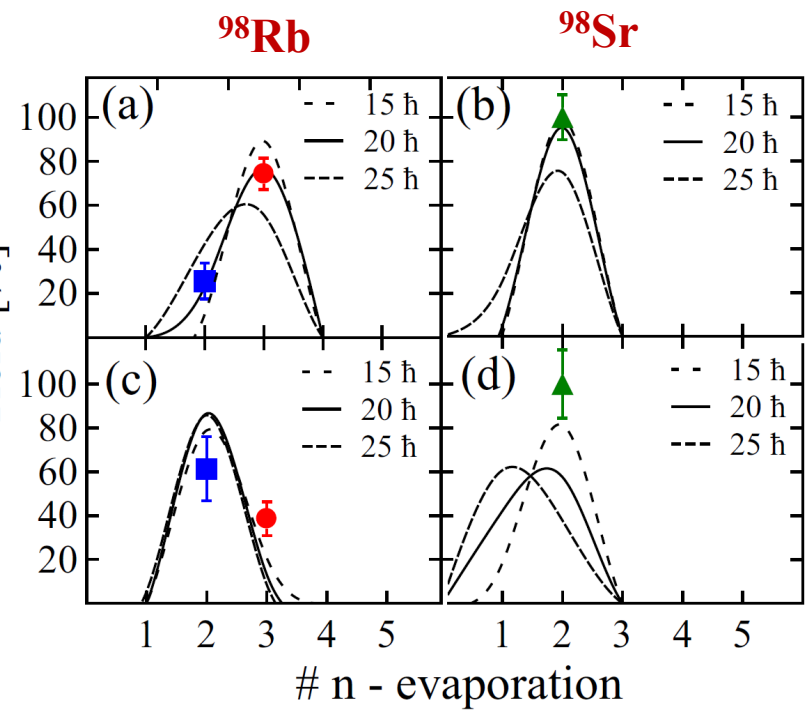 ⁹⁸Rb ⁹⁸Sr
(a) 15 ħ
20 ħ
25 ħ
(b) 15 ħ
20 ħ
25 ħ
100
80
60
40
20
(c) 15 ħ
20 ħ
25 ħ
(d) 15 ħ
20 ħ
25 ħ
100
80
60
40
20
1 2 3 4 5 1 2 3 4 5
# n - evaporation